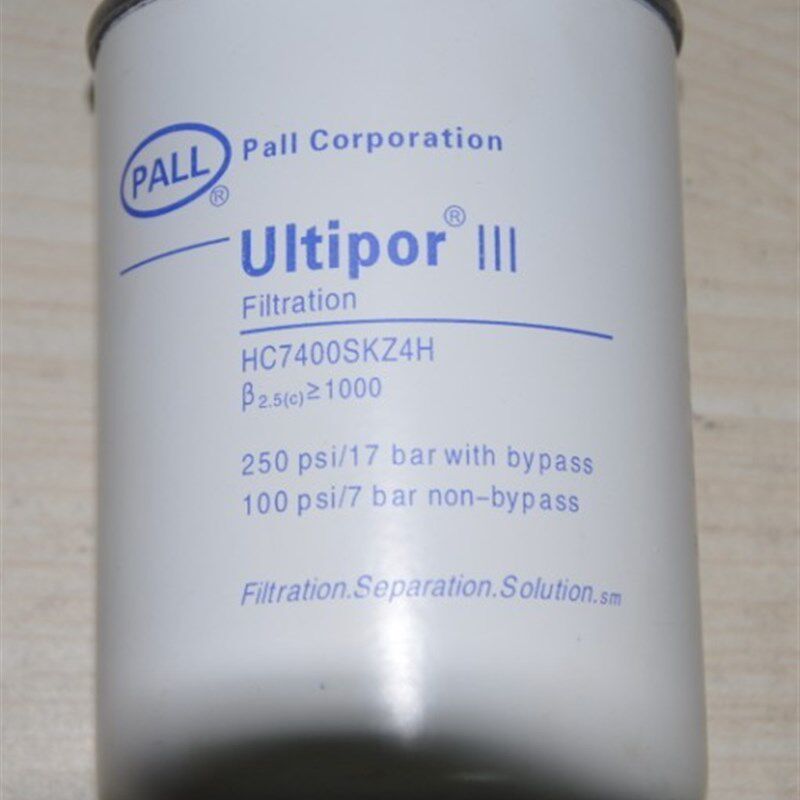 PALL® Pall Corporation
Ultipor® III
Filtration
HC7400SKZ4H
β2.5(c)≥1000
250 psi/17 bar with bypass
100 psi/7 bar non-bypass
Filtration.Separation.Solution.sm